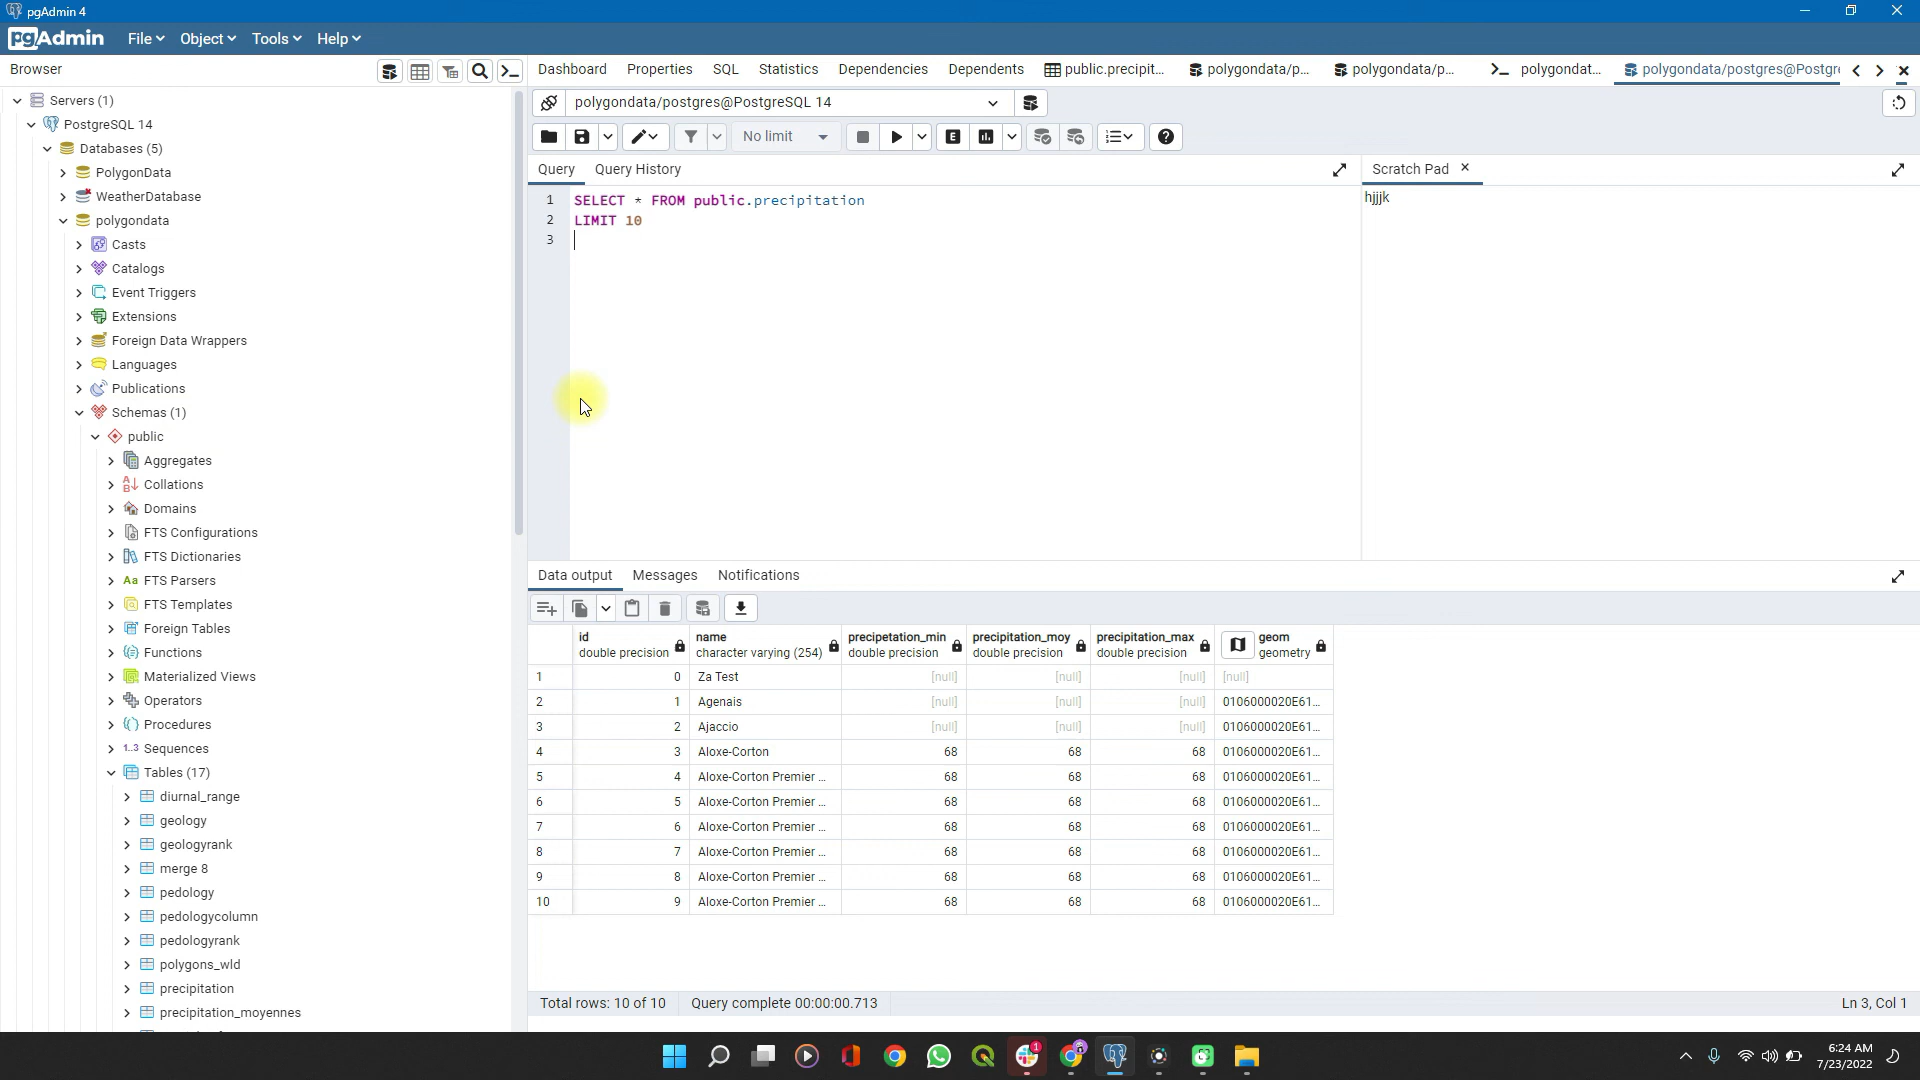 pgAdmin 4
pgAdmin
File
Object
Tools
Help
Browser
Dashboard
Properties
SQL
Statistics
Dependencies
Dependents
public.precipit...
polygondata/p...
polygondata/p...
polygondat...
polygondata/postgres@Postgre
Servers (1)
PostgreSQL 14
Databases (5)
PolygonData
WeatherDatabase
polygondata
Casts
Catalogs
Event Triggers
Extensions
Foreign Data Wrappers
Languages
Publications
Schemas (1)
public
Aggregates
Collations
Domains
FTS Configurations
FTS Dictionaries
Aa FTS Parsers
FTS Templates
Foreign Tables
Functions
Materialized Views
Operators
Procedures
1..3 Sequences
Tables (17)
diurnal_range
geology
geologyrank
merge 8
pedology
pedologycolumn
pedologyrank
polygons_wld
precipitation
precipitation_moyennes
polygondata/postgres@PostgreSQL 14
No limit
E
Query
Query History
Scratch Pad
1 SELECT * FROM public.precipitation
2 LIMIT 10
3
hjjjk
Data output
Messages
Notifications
id double precision
name character varying (254)
precipetation_min double precision
precipitation_moy double precision
precipitation_max double precision
geom geometry
1 0 Za Test [null] [null] [null] [null]
2 1 Agenais [null] [null] [null] 0106000020E61...
3 2 Ajaccio [null] [null] [null] 0106000020E61...
4 3 Aloxe-Corton 68 68 68 0106000020E61...
5 4 Aloxe-Corton Premier ... 68 68 68 0106000020E61...
6 5 Aloxe-Corton Premier ... 68 68 68 0106000020E61...
7 6 Aloxe-Corton Premier ... 68 68 68 0106000020E61...
8 7 Aloxe-Corton Premier ... 68 68 68 0106000020E61...
9 8 Aloxe-Corton Premier ... 68 68 68 0106000020E61...
10 9 Aloxe-Corton Premier ... 68 68 68 0106000020E61...
Total rows: 10 of 10
Query complete 00:00:00.713
Ln 3, Col 1
1
6:24 AM
7/23/2022